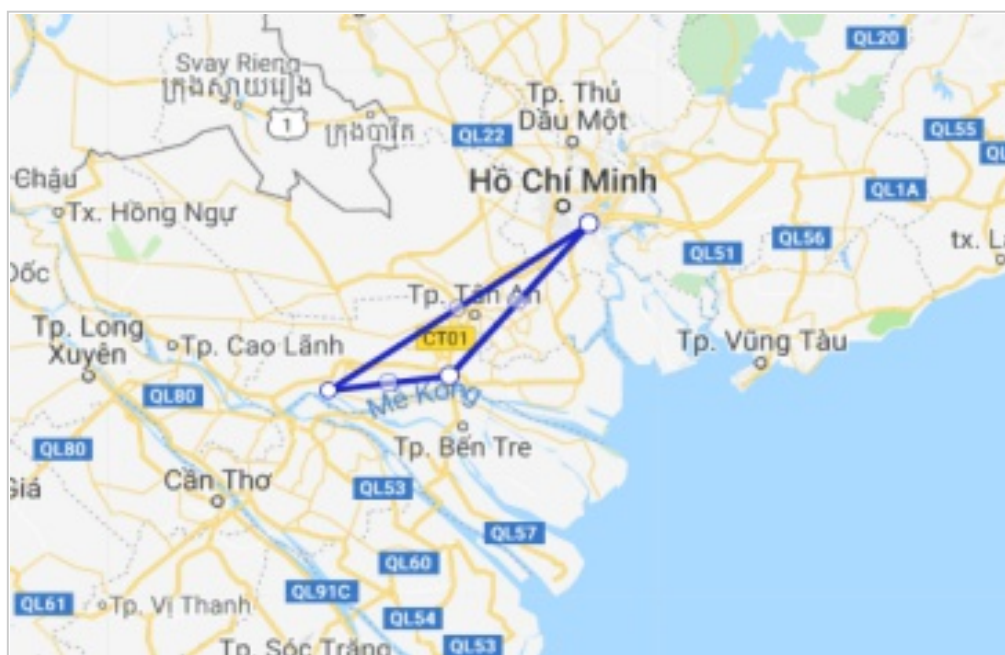 QL20
Svay Rieng
ក្រុងស្វាយរៀង
Tp. Thủ
Dầu Một
1
ក្រុងបាវិត
QL22
QL55
Châu
Hồ Chí Minh
QL1A
Tx. Hồng Ngự
QL56
QL51
tx. L
Đốc
Tp. Tân An
Tp. Long
Xuyên
Tp. Cao Lãnh
CT01
Tp. Vũng Tàu
QL80
Mê Kông
Tp. Bến Tre
QL80
Giá
Cần Thơ
QL53
QL57
QL60
QL61
Tp. Vị Thanh
QL91C
QL54
Tp. Sóc Trăng
QL53